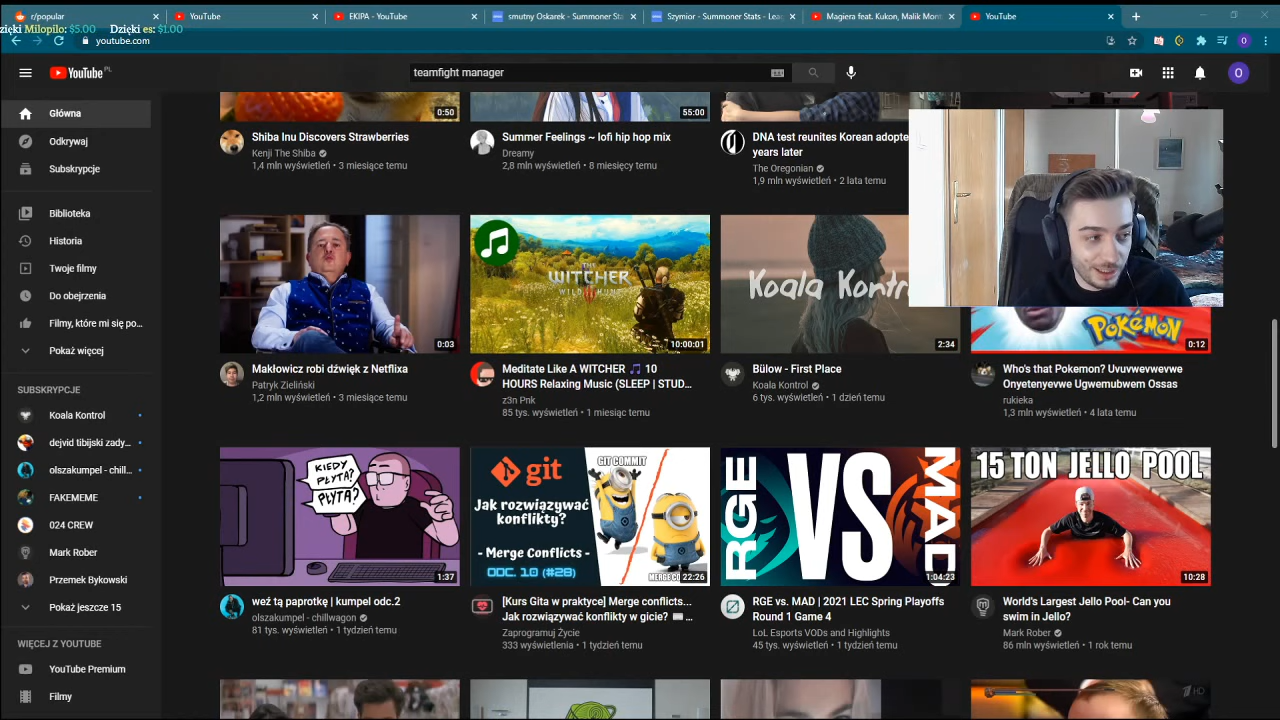 r/popular
YouTube
EKIPA - YouTube
smutny Oskarek - Summoner Sta
Szymior - Summoner Stats - Leag
Magiera feat. Kukon, Malik Mont
YouTube
zięki Milopilo: $5.00 Dzięki es: $1.00
youtube.com
YouTube PL
teamfight manager
O
O
Główna
Odkrywaj
Subskrypcje
Biblioteka
Historia
Twoje filmy
Do obejrzenia
Filmy, które mi się po...
Pokaż więcej
SUBSKRYPCJE
Koala Kontrol
dejvid tibijski zady...
olszakumpel - chill...
FAKEMEME
024 CREW
Mark Rober
Przemek Bykowski
Pokaż jeszcze 15
WIĘCEJ Z YOUTUBE
YouTube Premium
Filmy
0:50
Shiba Inu Discovers Strawberries
Kenji The Shiba
1,4 mln wyświetleń • 3 miesiące temu
55:00
Summer Feelings ~ lofi hip hop mix
Dreamy
2,8 mln wyświetleń • 8 miesięcy temu
DNA test reunites Korean adopte
years later
The Oregonian
1,9 mln wyświetleń • 2 lata temu
0:03
Makłowicz robi dźwięk z Netflixa
Patryk Zieliński
1,2 mln wyświetleń • 3 miesiące temu
THE
WITCHER
WILD HUNT
10:00:01
Meditate Like A WITCHER 🎵 10
HOURS Relaxing Music (SLEEP | STUD...
z3n Pnk
85 tys. wyświetleń • 1 miesiąc temu
Koala Kontr
2:34
Bülow - First Place
Koala Kontrol
6 tys. wyświetleń • 1 dzień temu
POKéMON
0:12
Who's that Pokemon? Uvuvwevwevwe
Onyetenyevwe Ugwemubwem Ossas
rukieka
1,3 mln wyświetleń • 4 lata temu
KIEDY
PŁYTA?
PŁYTA?
1:37
weź tą paprotkę | kumpel odc.2
olszakumpel - chillwagon
81 tys. wyświetleń • 1 tydzień temu
git
GIT COMMIT
Jak rozwiązywać
konflikty?
- Merge Conflicts -
ODC. 10 (#28)
MERGE CO
22:26
[Kurs Gita w praktyce] Merge conflicts...
Jak rozwiązywać konflikty w gicie? ...
Zaprogramuj Życie
333 wyświetlenia • 1 tydzień temu
RGE
VS
MAD
1:04:23
RGE vs. MAD | 2021 LEC Spring Playoffs
Round 1 Game 4
LoL Esports VODs and Highlights
45 tys. wyświetleń • 1 tydzień temu
15 TON JELLO POOL
10:28
World's Largest Jello Pool- Can you
swim in Jello?
Mark Rober
86 mln wyświetleń • 1 rok temu
HD